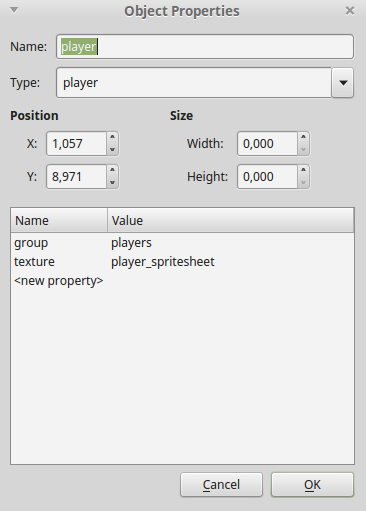 Object Properties
Name: player
Type: player
Position Size
X: 1,057 Width: 0,000
Y: 8,971 Height: 0,000
Name Value
group players
texture player_spritesheet
<new property>
Cancel OK